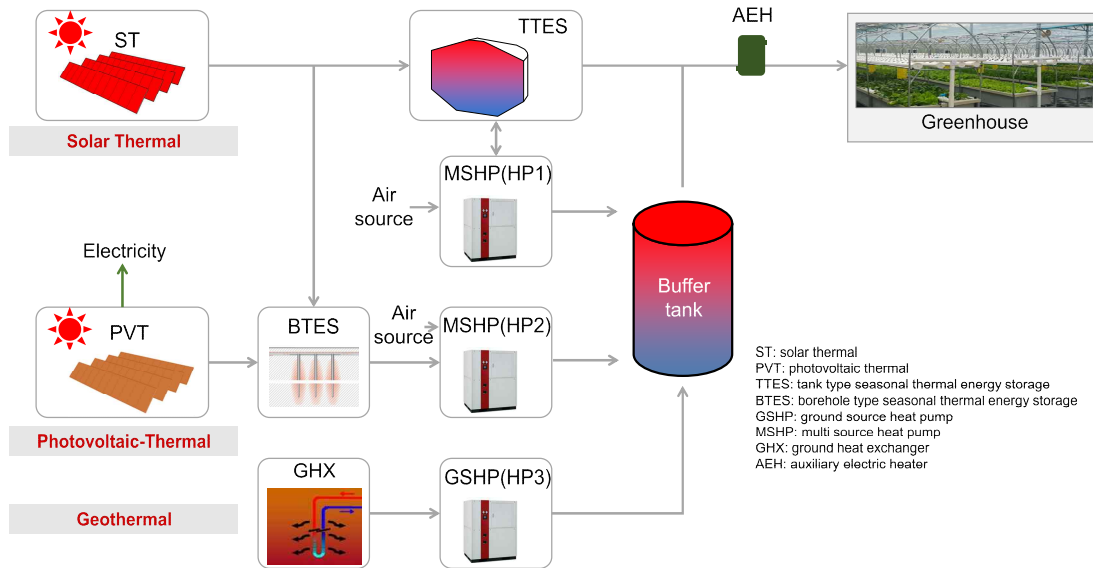 ST
Solar Thermal
TTES
AEH
Greenhouse
MSHP(HP1)
Air
source
Electricity
PVT
Photovoltaic-Thermal
BTES
Air
source
MSHP(HP2)
Buffer
tank
Geothermal
GHX
GSHP(HP3)
ST: solar thermal
PVT: photovoltaic thermal
TTES: tank type seasonal thermal energy storage
BTES: borehole type seasonal thermal energy storage
GSHP: ground source heat pump
MSHP: multi source heat pump
GHX: ground heat exchanger
AEH: auxiliary electric heater